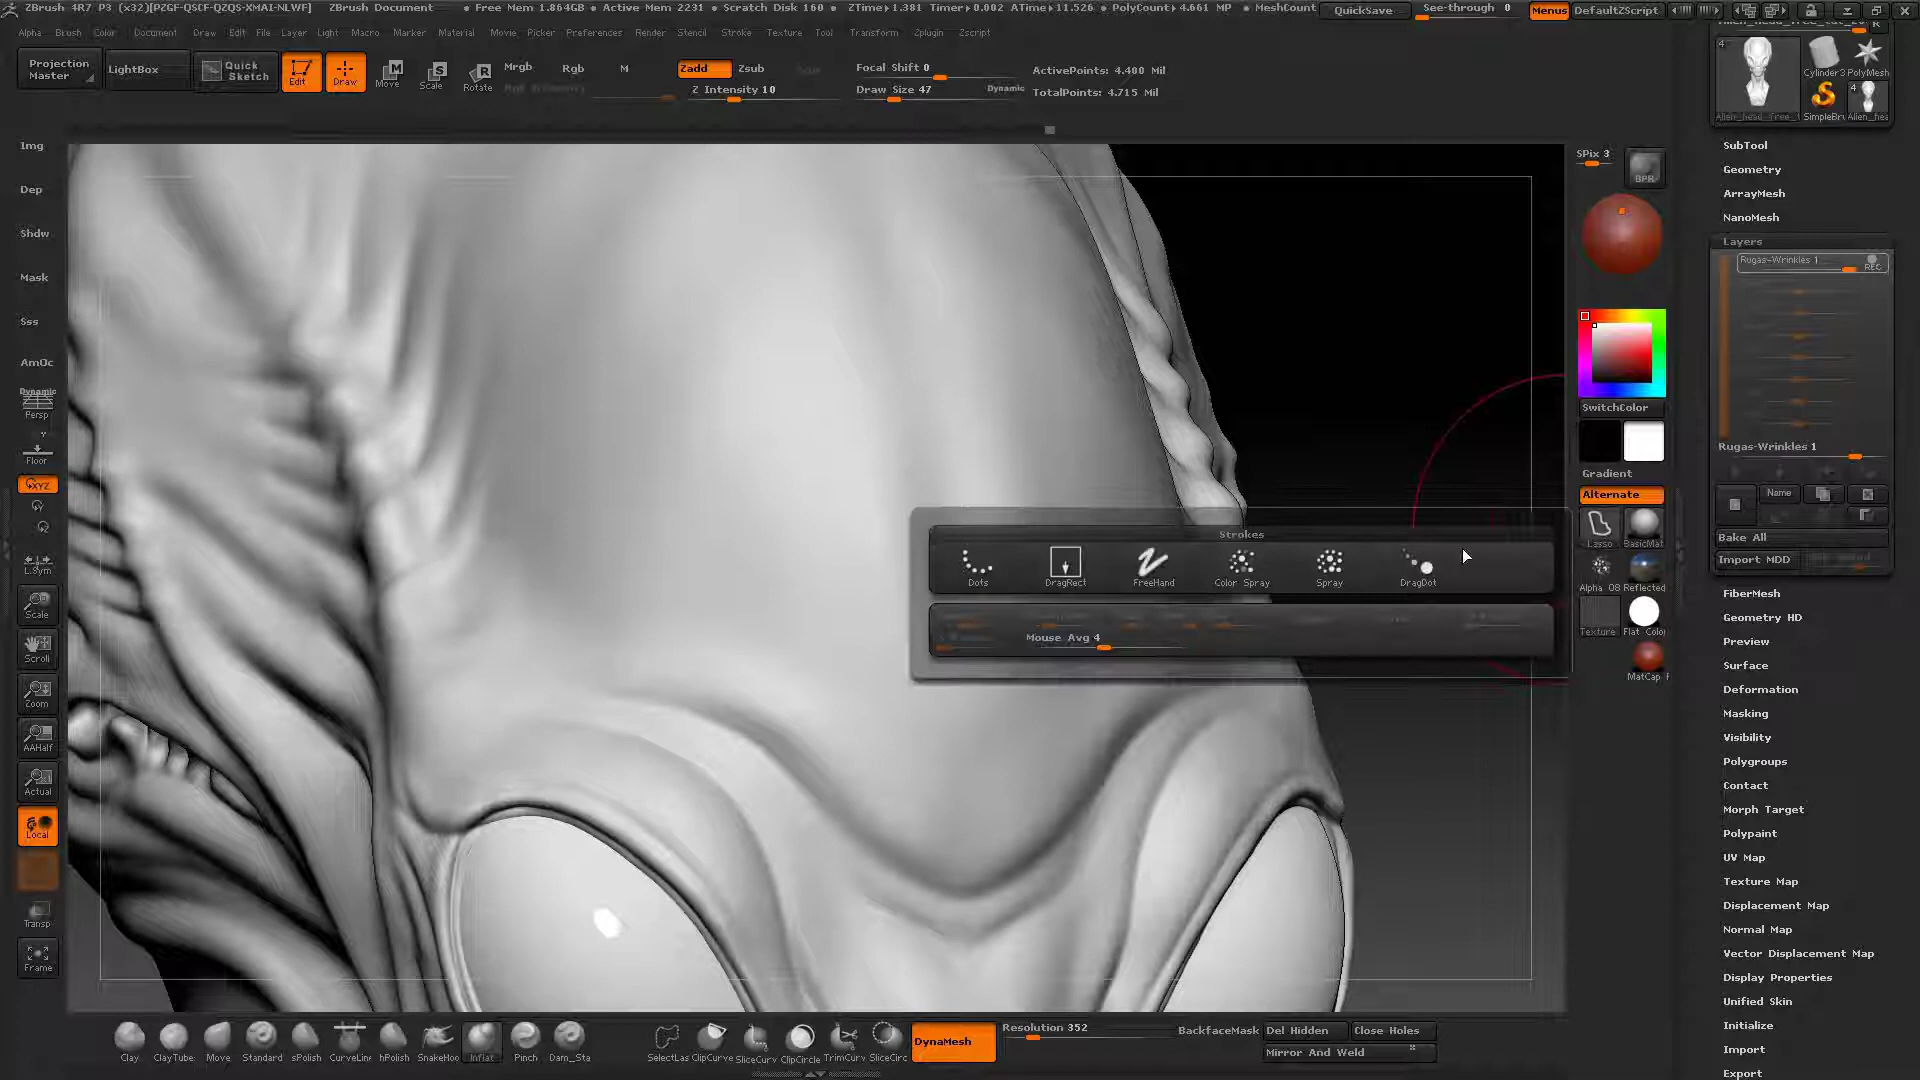 ZBrush 4R7 P3 (x32)[PZGF-QSCF-QZQS-XMAI-NLWF] ZBrush Document ● Free Mem 1.864GB ● Active Mem 2231 ● Scratch Disk 160 ● ZTime▸1.381 Timer▸0.002 ATime▸11.526 ● PolyCount▸4.661 MP ● MeshCount QuickSave See-through 0 Menus DefaultZScript
Alpha Brush Color Document Draw Edit File Layer Light Macro Marker Material Movie Picker Preferences Render Stencil Stroke Texture Tool Transform Zplugin Zscript
Projection Master
LightBox
Quick Sketch
Edit
Draw
Move
Scale
Rotate
Mrgb Rgb M
Zadd Zsub
Z Intensity 10
Focal Shift 0
Draw Size 47 Dynamic
ActivePoints: 4.400 Mil
TotalPoints: 4.715 Mil
Img
Dep
Shdw
Mask
Sss
AmOc
Dynamic
Persp
Floor
XYZ
L.Sym
Scale
Scroll
Zoom
AAHalf
Actual
Local
Transp
Frame
Strokes
Dots DragRect FreeHand Color Spray Spray DragDot
Mouse Avg 4
SPix 3
BPR
SwitchColor
Gradient
Alternate
Lasso BasicMat
Alpha 08 Reflected
Texture Flat Colo
MatCap
4
Cylinder3 PolyMesh
4
SimpleBru Alien_hea
SubTool
Geometry
ArrayMesh
NanoMesh
Layers
Rugas-Wrinkles 1
REC
Rugas-Wrinkles 1
Name
Bake All
Import MDD
FiberMesh
Geometry HD
Preview
Surface
Deformation
Masking
Visibility
Polygroups
Contact
Morph Target
Polypaint
UV Map
Texture Map
Displacement Map
Normal Map
Vector Displacement Map
Display Properties
Unified Skin
Initialize
Import
Export
Clay ClayTube Move Standard sPolish CurveLine hPolish SnakeHoo Inflat Pinch Dam_Sta
SelectLas ClipCurve SliceCurv ClipCircle TrimCurv SliceCirc
DynaMesh
Resolution 352
BackfaceMask Del Hidden Close Holes
Mirror And Weld